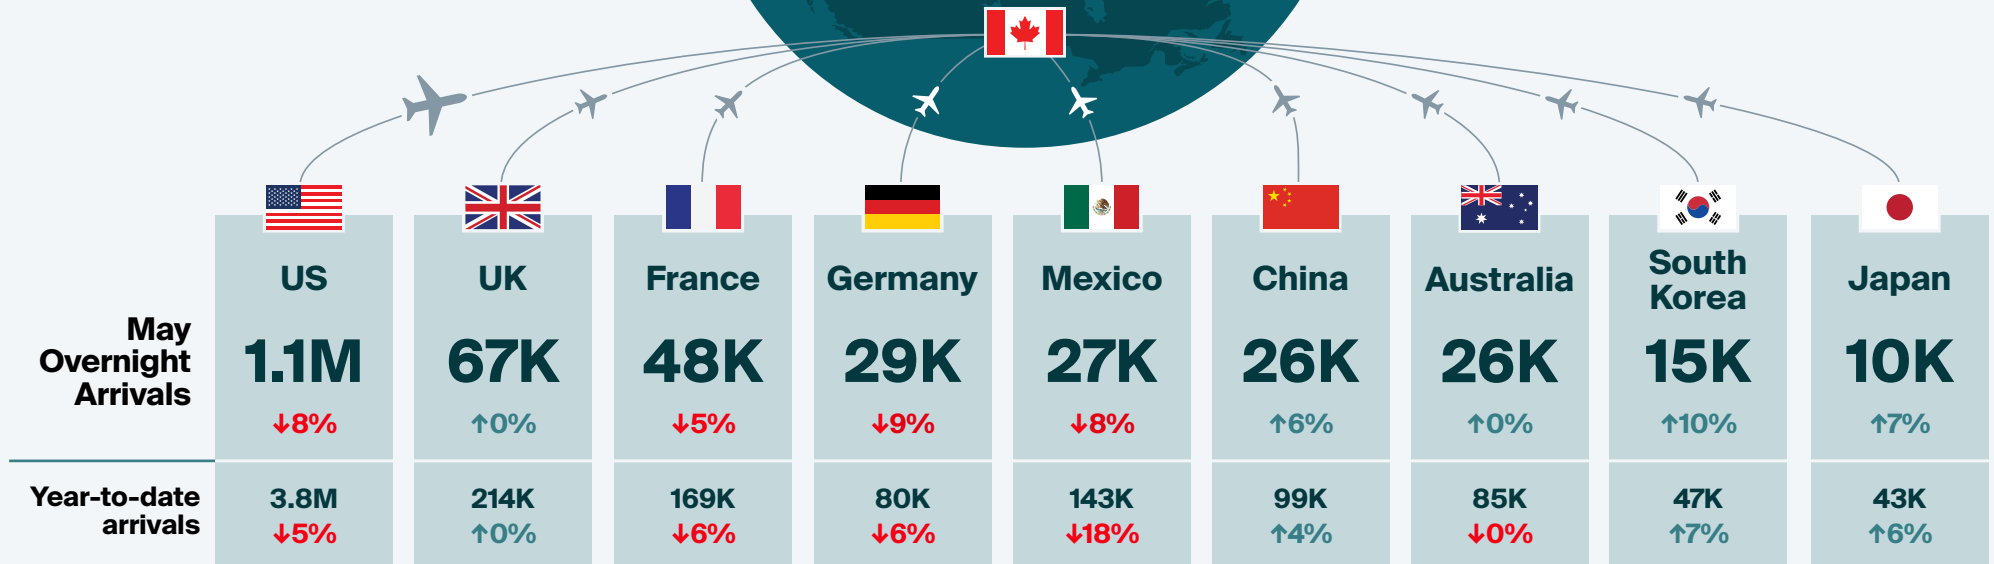 US
UK
France
Germany
Mexico
China
Australia
South
Korea
Japan
May
Overnight
Arrivals
1.1M
67K
48K
29K
27K
26K
26K
15K
10K
↓8%
↑0%
↓5%
↓9%
↓8%
↑6%
↑0%
↑10%
↑7%
Year-to-date
arrivals
3.8M
214K
169K
80K
143K
99K
85K
47K
43K
↓5%
↑0%
↓6%
↓6%
↓18%
↑4%
↓0%
↑7%
↑6%